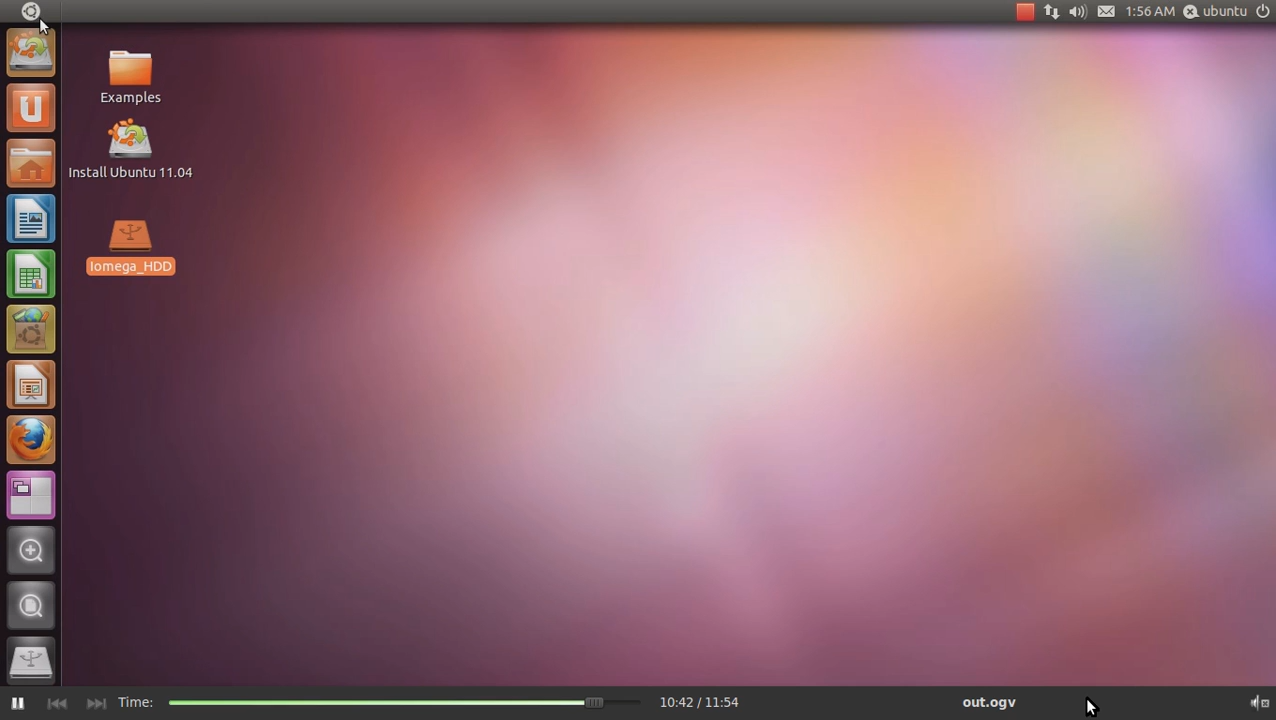 1:56 AM ubuntu
Examples
Install Ubuntu 11.04
Iomega_HDD
Time: 10:42 / 11:54 out.ogv